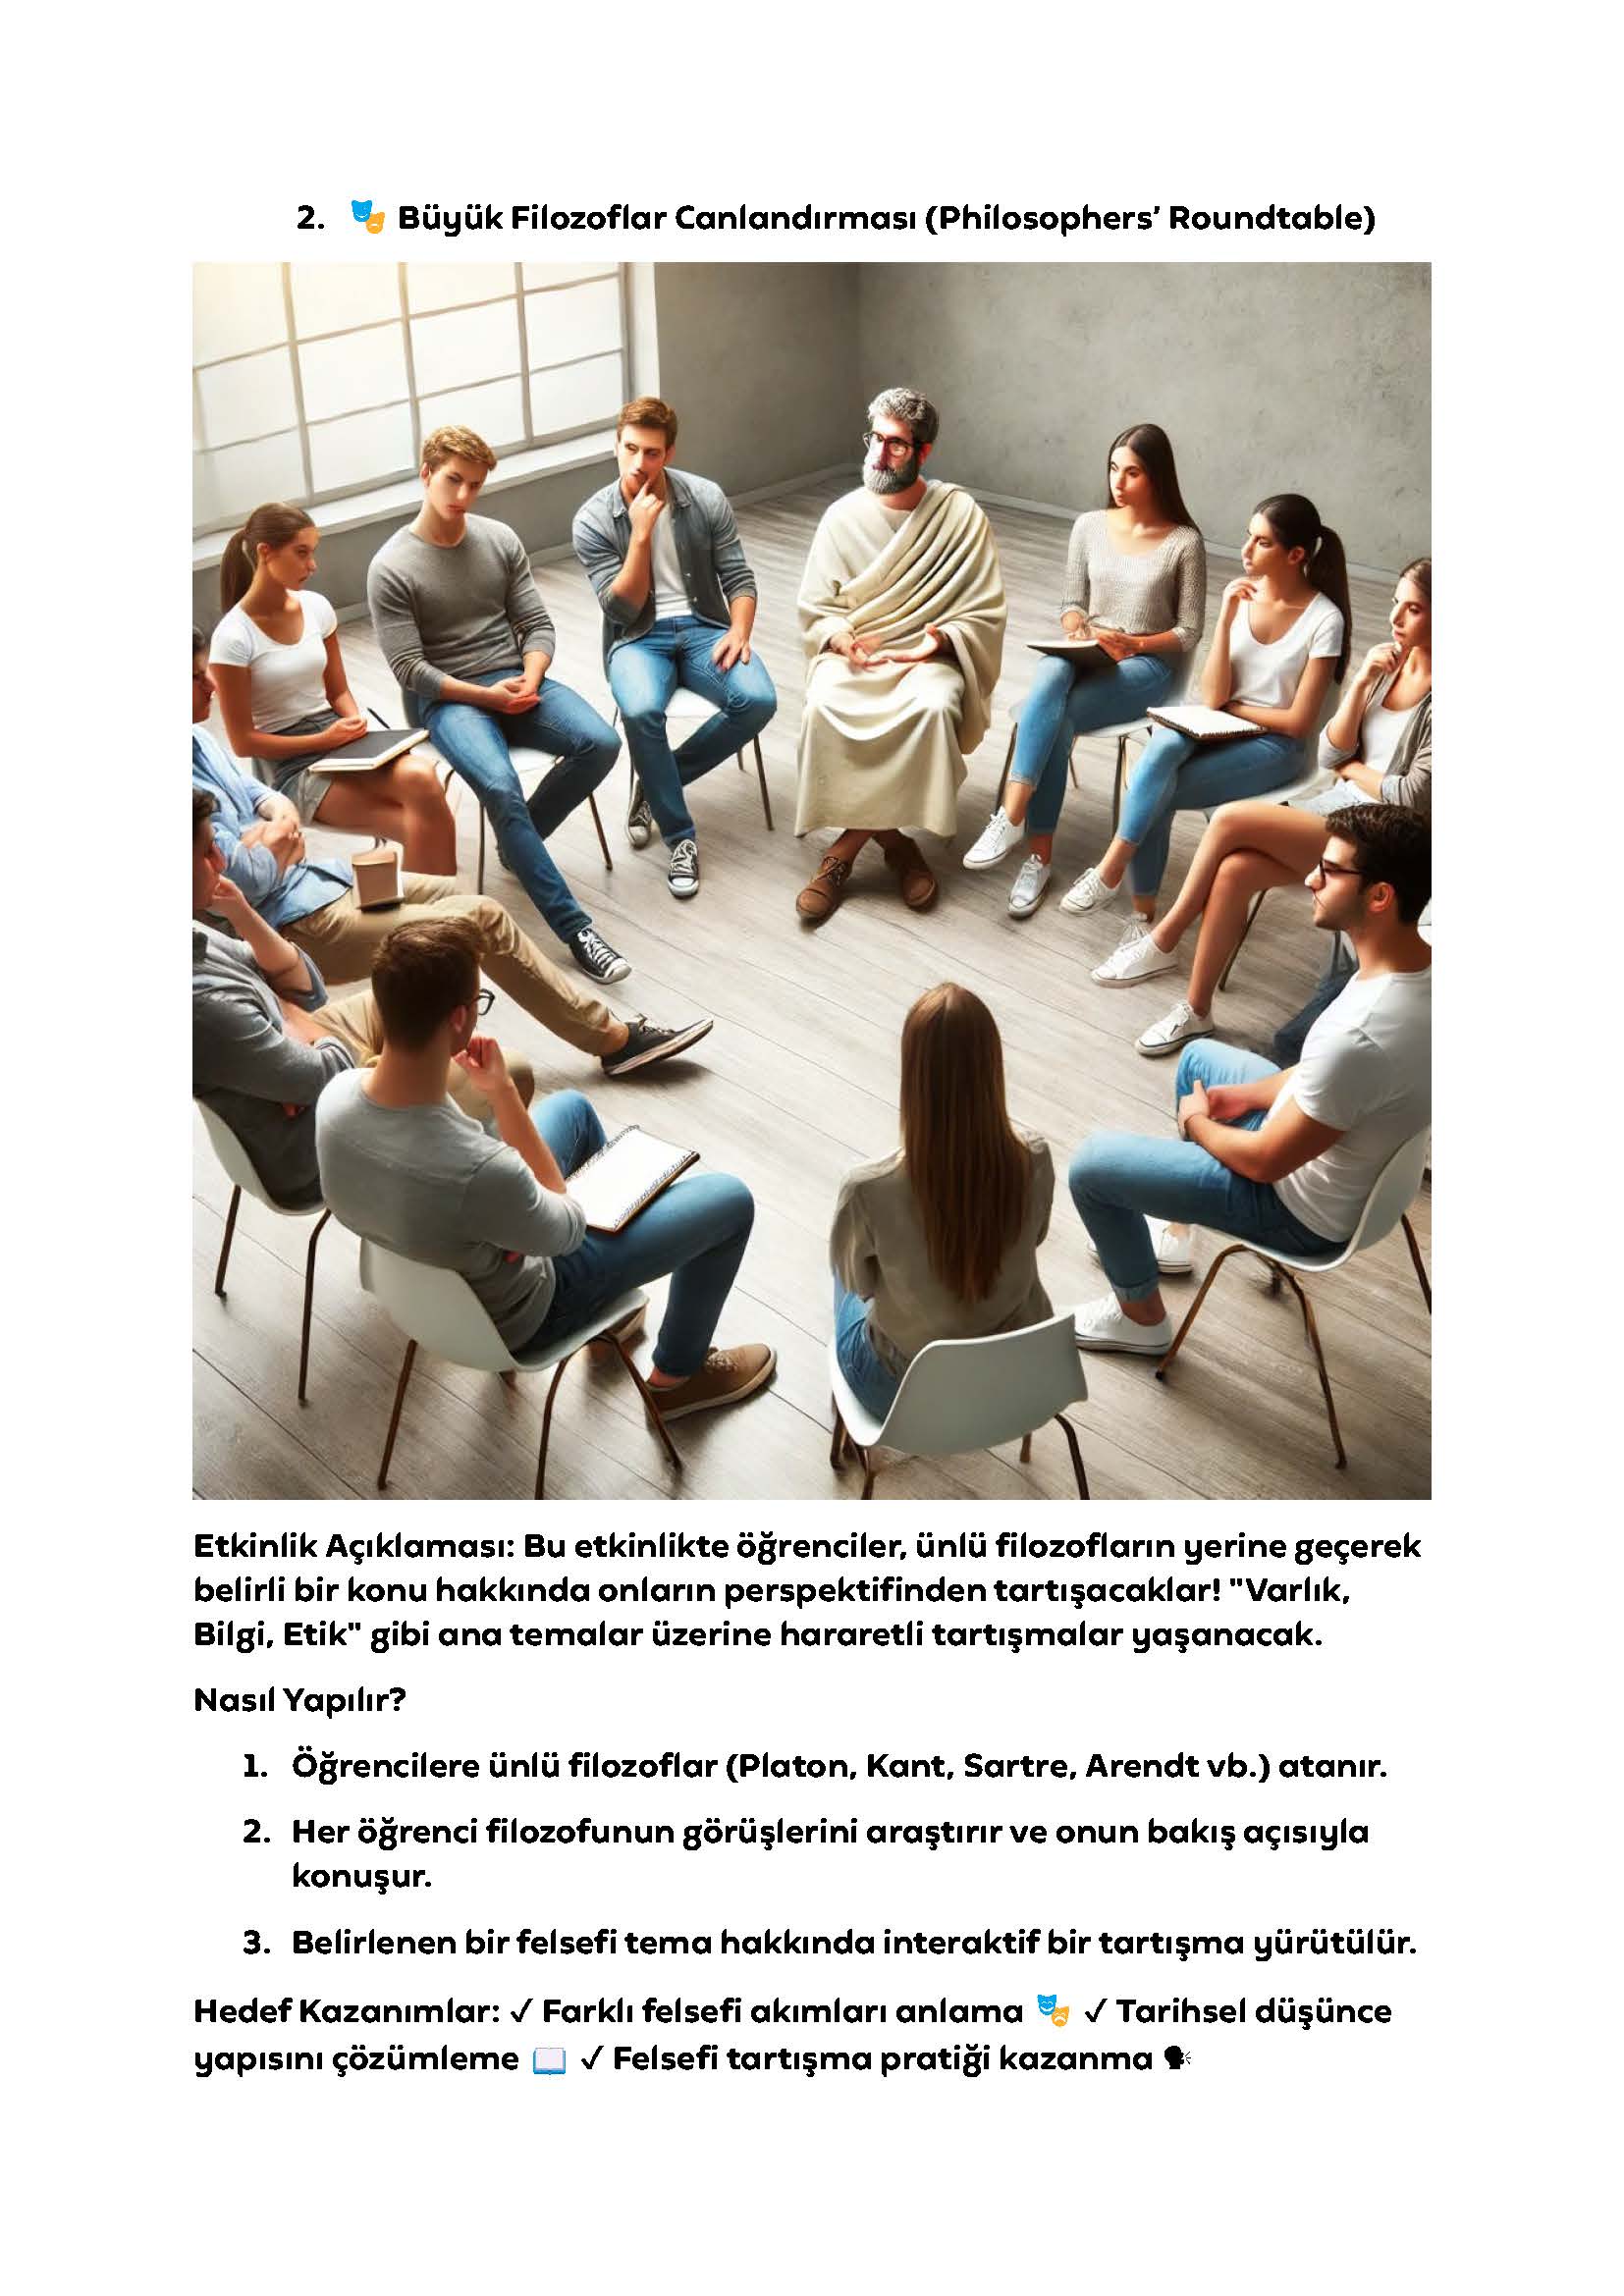 2. 🎭 Büyük Filozoflar Canlandırması (Philosophers’ Roundtable)
Etkinlik Açıklaması: Bu etkinlikte öğrenciler, ünlü filozofların yerine geçerek
belirli bir konu hakkında onların perspektifinden tartışacaklar! "Varlık,
Bilgi, Etik" gibi ana temalar üzerine hararetli tartışmalar yaşanacak.
Nasıl Yapılır?
1. Öğrencilere ünlü filozoflar (Platon, Kant, Sartre, Arendt vb.) atanır.
2. Her öğrenci filozofunun görüşlerini araştırır ve onun bakış açısıyla
konuşur.
3. Belirlenen bir felsefi tema hakkında interaktif bir tartışma yürütülür.
Hedef Kazanımlar: ✓ Farklı felsefi akımları anlama 🎭 ✓ Tarihsel düşünce
yapısını çözümleme 📖 ✓ Felsefi tartışma pratiği kazanma 🗣